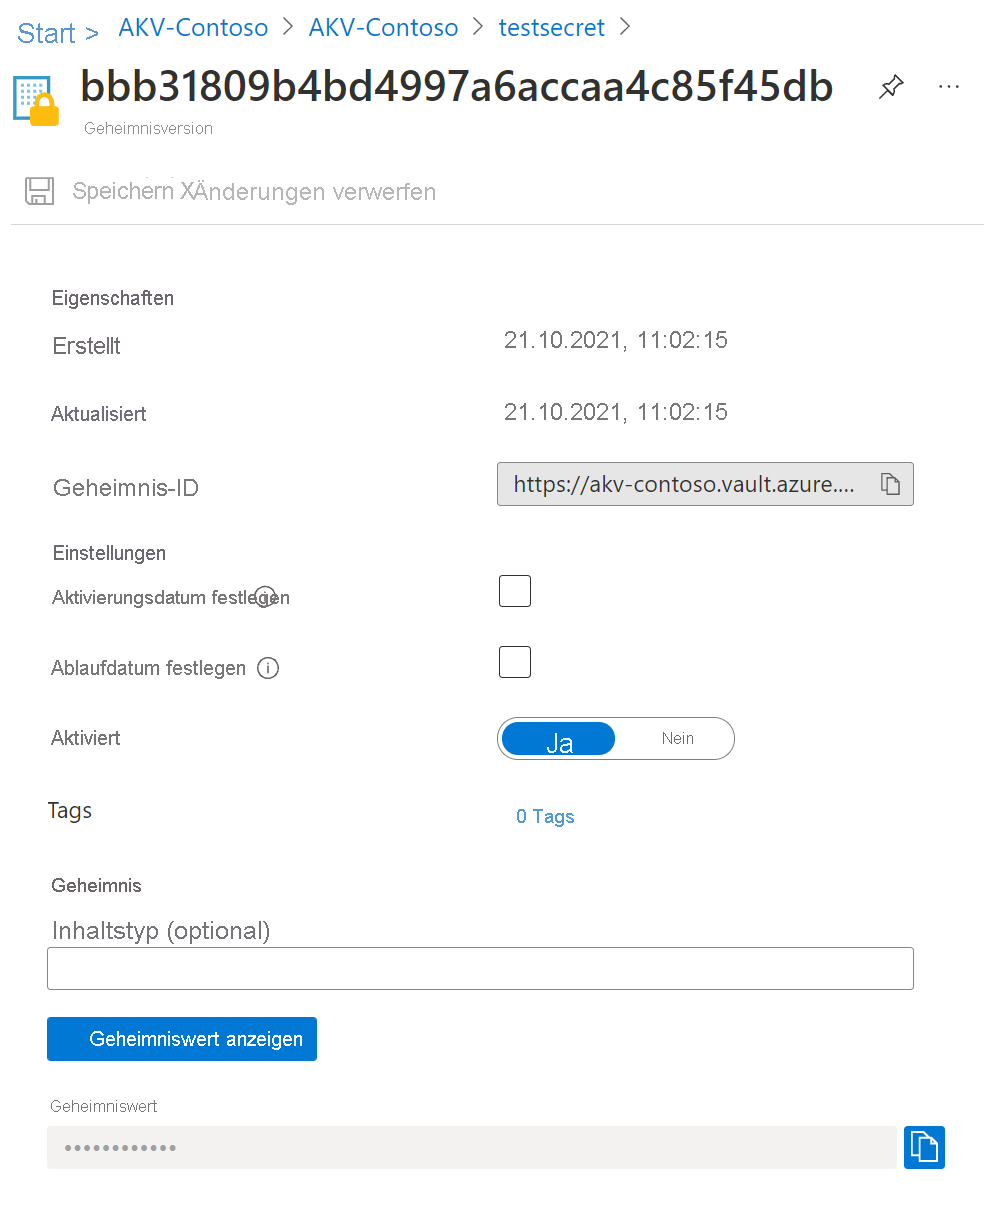 Start > AKV-Contoso > AKV-Contoso > testsecret >
bbb31809b4bd4997a6accaa4c85f45db ...
Geheimnisversion
Speichern XÄnderungen verwerfen
Eigenschaften
Erstellt 21.10.2021, 11:02:15
Aktualisiert 21.10.2021, 11:02:15
Geheimnis-ID https://akv-contoso.vault.azure....
Einstellungen
Aktivierungsdatum festlegen
Ablaufdatum festlegen
Aktiviert Ja Nein
Tags 0 Tags
Geheimnis
Inhaltstyp (optional)
Geheimniswert anzeigen
Geheimniswert
••••••••••••